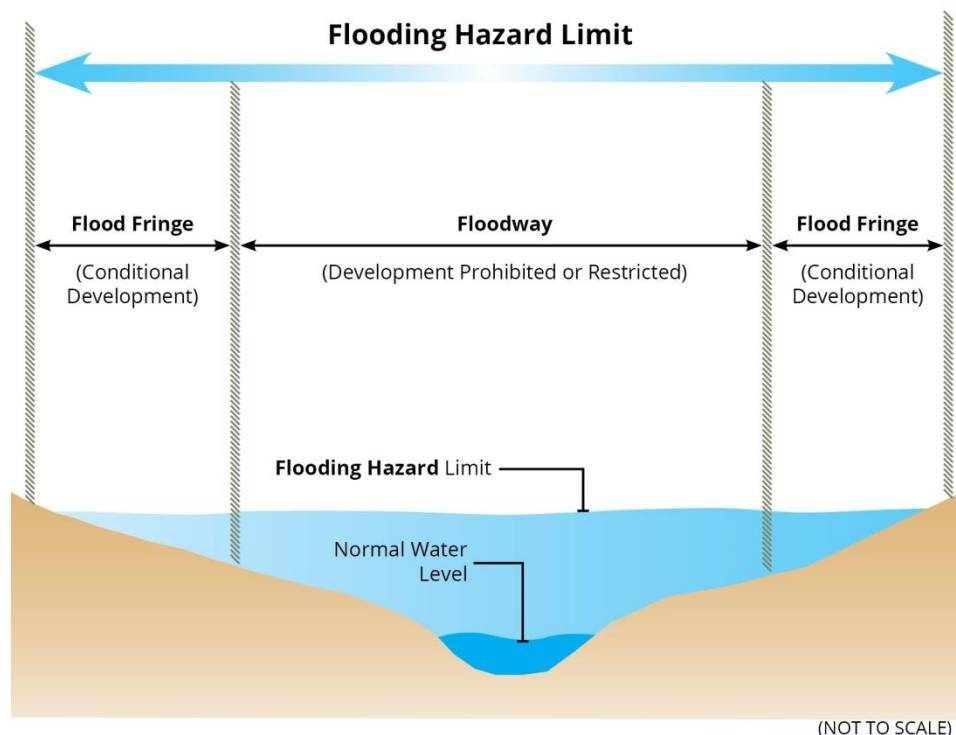 Flooding Hazard Limit
Flood Fringe
(Conditional
Development)
Floodway
(Development Prohibited or Restricted)
Flood Fringe
(Conditional
Development)
Flooding Hazard Limit
Normal Water
Level
(NOT TO SCALE)